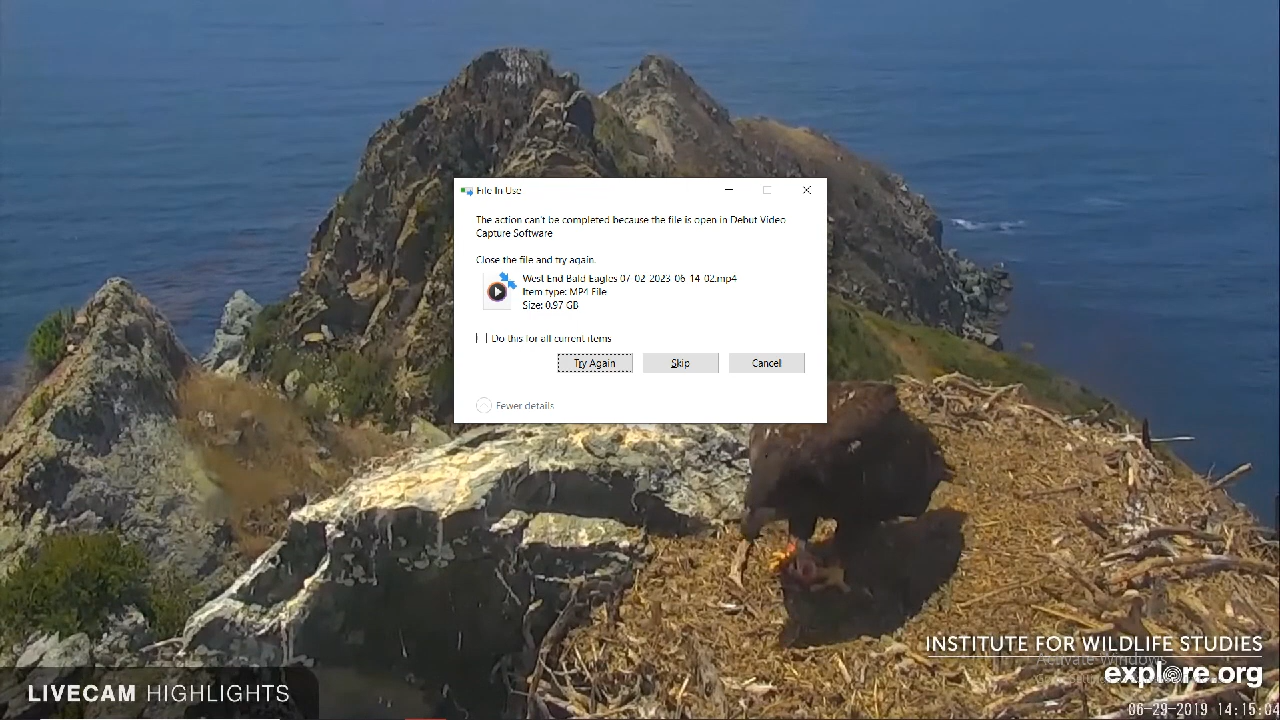 File In Use
The action can't be completed because the file is open in Debut Video
Capture Software
Close the file and try again.
West End Bald Eagles 07-02-2023-06-14-02.mp4
Item type: MP4 File
Size: 0.97 GB
Do this for all current items
Try Again
Skip
Cancel
Fewer details
INSTITUTE FOR WILDLIFE STUDIES
Activate Windows
explore.org
LIVECAM HIGHLIGHTS
06-29-2019 14:15:04